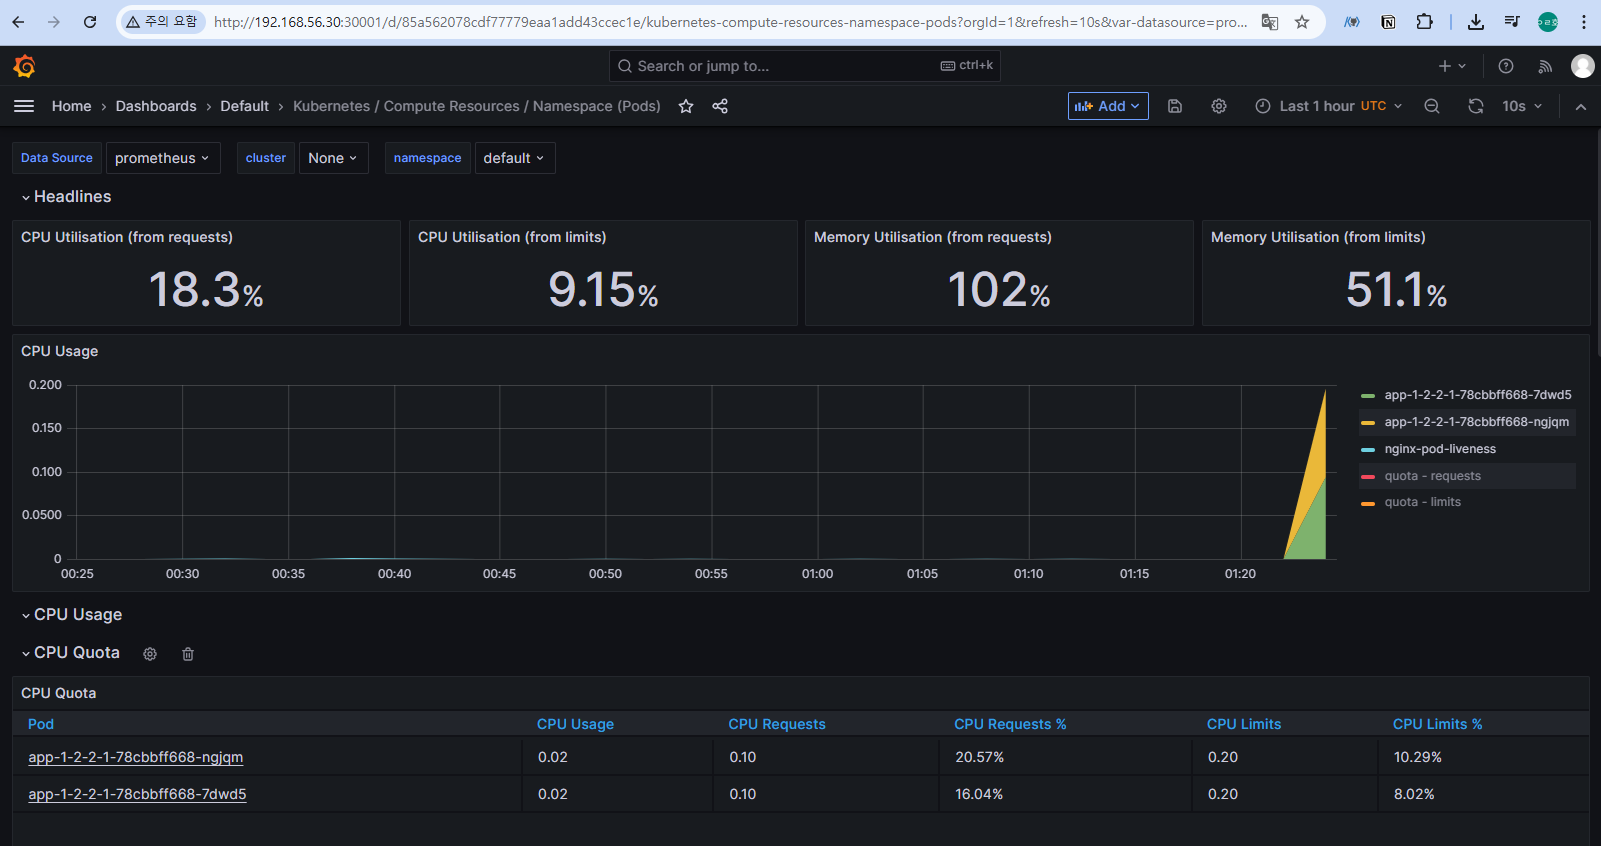 주의 요함
http://192.168.56.30:30001/d/85a562078cdf77779eaa1add43ccec1e/kubernetes-compute-resources-namespace-pods?orgId=1&refresh=10s&var-datasource=pro...
Search or jump to...
ctrl+k
Home > Dashboards > Default > Kubernetes / Compute Resources / Namespace (Pods)
Add
Last 1 hour UTC
10s
Data Source prometheus
cluster None
namespace default
Headlines
CPU Utilisation (from requests)
18.3%
CPU Utilisation (from limits)
9.15%
Memory Utilisation (from requests)
102%
Memory Utilisation (from limits)
51.1%
CPU Usage
0.200
0.150
0.100
0.0500
0
00:25 00:30 00:35 00:40 00:45 00:50 00:55 01:00 01:05 01:10 01:15 01:20
app-1-2-2-1-78cbbff668-7dwd5
app-1-2-2-1-78cbbff668-ngjqm
nginx-pod-liveness
quota - requests
quota - limits
CPU Usage
CPU Quota
CPU Quota
Pod CPU Usage CPU Requests CPU Requests % CPU Limits CPU Limits %
app-1-2-2-1-78cbbff668-ngjqm 0.02 0.10 20.57% 0.20 10.29%
app-1-2-2-1-78cbbff668-7dwd5 0.02 0.10 16.04% 0.20 8.02%